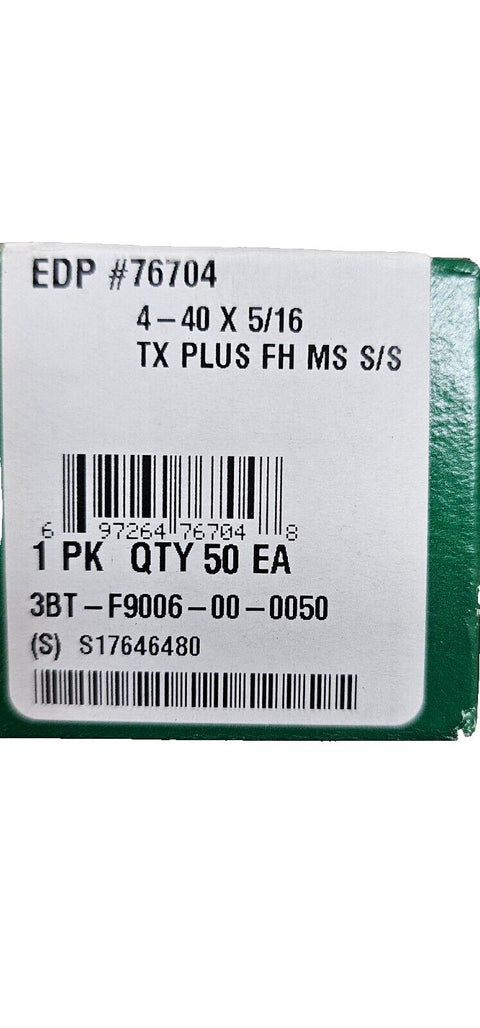 EDP #76704
4-40 X 5/16
TX PLUS FH MS S/S
6 97264 76704 8
1 PK QTY 50 EA
3BT-F9006-00-0050
(S) S17646480